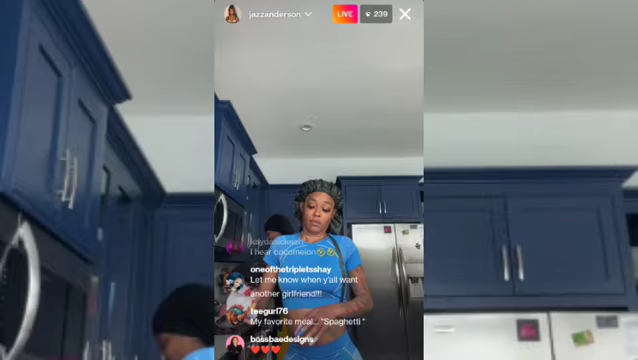 jazzanderson
LIVE
239
I hear cocomelon🤣🤣
oneofthetripletsshay
Let me know when y'all want
another girlfriend!!!
teegurl76
My favorite meal... "Spaghetti "
bossbaedesigns
❤️❤️❤️